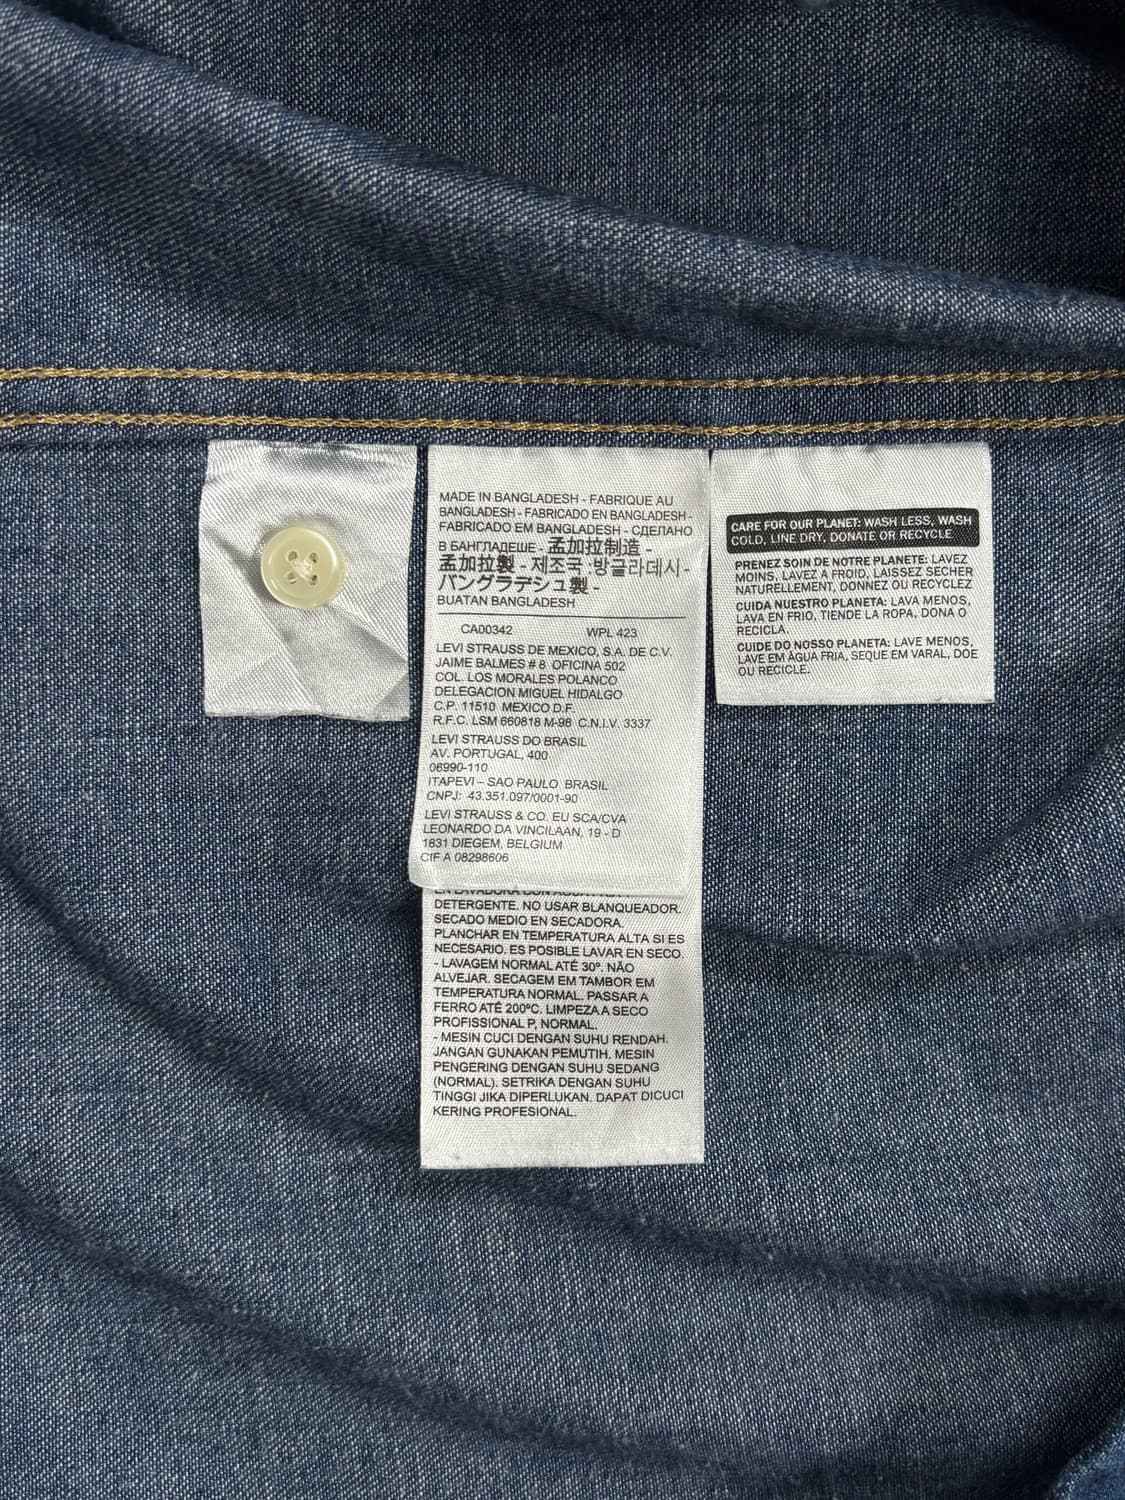 MADE IN BANGLADESH - FABRIQUE AU
BANGLADESH - FABRICADO EN BANGLADESH -
FABRICADO EM BANGLADESH - СДЕЛАНО
В БАНГЛАДЕШЕ - 孟加拉制造 -
孟加拉製 - 제조국 :방글라데시 -
バングラデシュ製 -
BUATAN BANGLADESH
CA00342 WPL 423
LEVI STRAUSS DE MEXICO, S.A. DE C.V.
JAIME BALMES # 8 OFICINA 502
COL. LOS MORALES POLANCO
DELEGACION MIGUEL HIDALGO
C.P. 11510 MEXICO D.F.
R.F.C. LSM 660818 M-98 C.N.I.V. 3337
LEVI STRAUSS DO BRASIL
AV. PORTUGAL, 400
06990-110
ITAPEVI – SAO PAULO BRASIL
CNPJ: 43.351.097/0001-90
LEVI STRAUSS & CO. EU SCA/CVA
LEONARDO DA VINCILAAN, 19 - D
1831 DIEGEM, BELGIUM
CIF A 08298606
EN LAVADORA CON AGUA
DETERGENTE. NO USAR BLANQUEADOR.
SECADO MEDIO EN SECADORA.
PLANCHAR EN TEMPERATURA ALTA SI ES
NECESARIO. ES POSIBLE LAVAR EN SECO.
- LAVAGEM NORMAL ATÉ 30º. NÃO
ALVEJAR. SECAGEM EM TAMBOR EM
TEMPERATURA NORMAL. PASSAR A
FERRO ATÉ 200ºC. LIMPEZA A SECO
PROFISSIONAL P, NORMAL.
- MESIN CUCI DENGAN SUHU RENDAH.
JANGAN GUNAKAN PEMUTIH. MESIN
PENGERING DENGAN SUHU SEDANG
(NORMAL). SETRIKA DENGAN SUHU
TINGGI JIKA DIPERLUKAN. DAPAT DICUCI
KERING PROFESIONAL.
CARE FOR OUR PLANET: WASH LESS, WASH
COLD, LINE DRY, DONATE OR RECYCLE
PRENEZ SOIN DE NOTRE PLANETE: LAVEZ
MOINS, LAVEZ A FROID, LAISSEZ SECHER
NATURELLEMENT, DONNEZ OU RECYCLEZ
CUIDA NUESTRO PLANETA: LAVA MENOS,
LAVA EN FRIO, TIENDE LA ROPA, DONA O
RECICLA
CUIDE DO NOSSO PLANETA: LAVE MENOS,
LAVE EM ÁGUA FRIA, SEQUE EM VARAL, DOE
OU RECICLE.